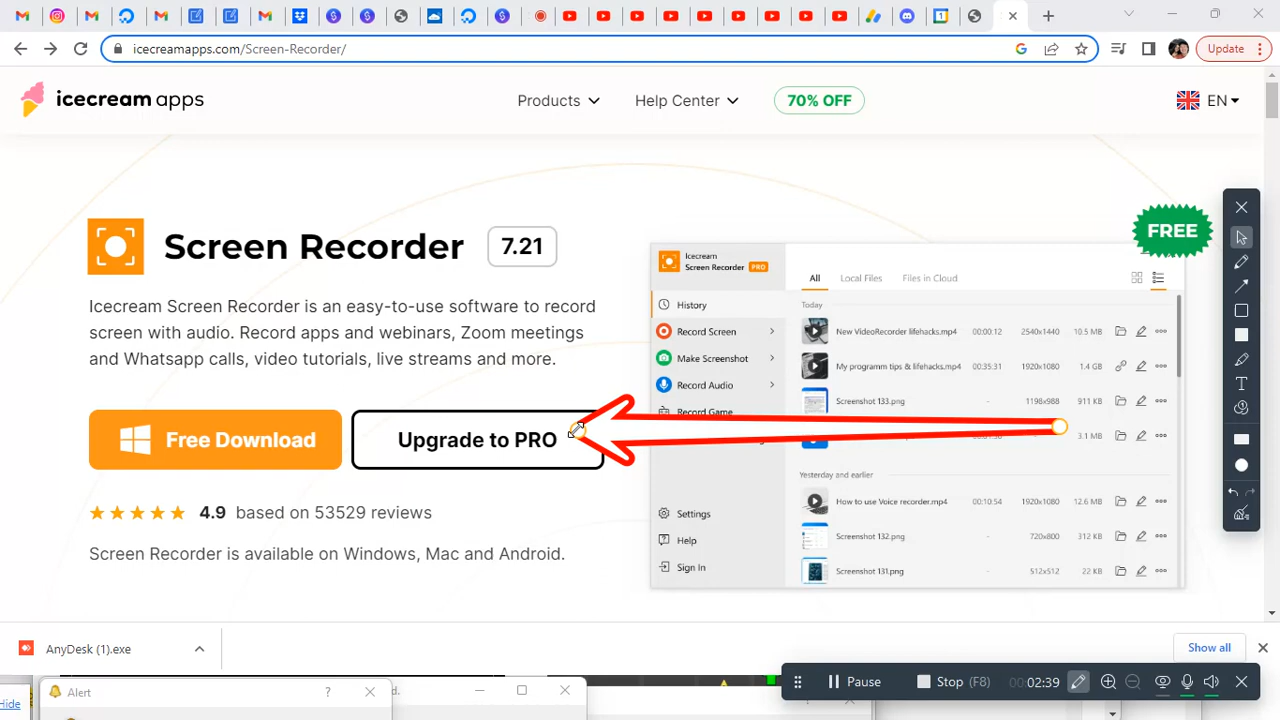 icecreamapps.com/Screen-Recorder/
Update
icecream apps
Products
Help Center
70% OFF
EN
Screen Recorder
7.21
Icecream Screen Recorder is an easy-to-use software to record
screen with audio. Record apps and webinars, Zoom meetings
and Whatsapp calls, video tutorials, live streams and more.
Free Download
Upgrade to PRO
4.9 based on 53529 reviews
Screen Recorder is available on Windows, Mac and Android.
FREE
Icecream
Screen Recorder PRO
History
Record Screen
Make Screenshot
Record Audio
Record Game
Settings
Help
Sign In
All
Local Files
Files in Cloud
Today
New VideoRecorder lifehacks.mp4 00:00:12 2540x1440 10.5 MB
My programm tips & lifehacks.mp4 00:35:31 1920x1080 1.4 GB
Screenshot 133.png - 1198x988 911 KB
3.1 MB
Yesterday and earlier
How to use Voice recorder.mp4 00:10:54 1920x1080 12.6 MB
Screenshot 132.png - 720x800 312 KB
Screenshot 131.png - 512x512 22 KB
AnyDesk (1).exe
Show all
Hide
Alert
?
d.
Pause
Stop (F8)
00:02:39